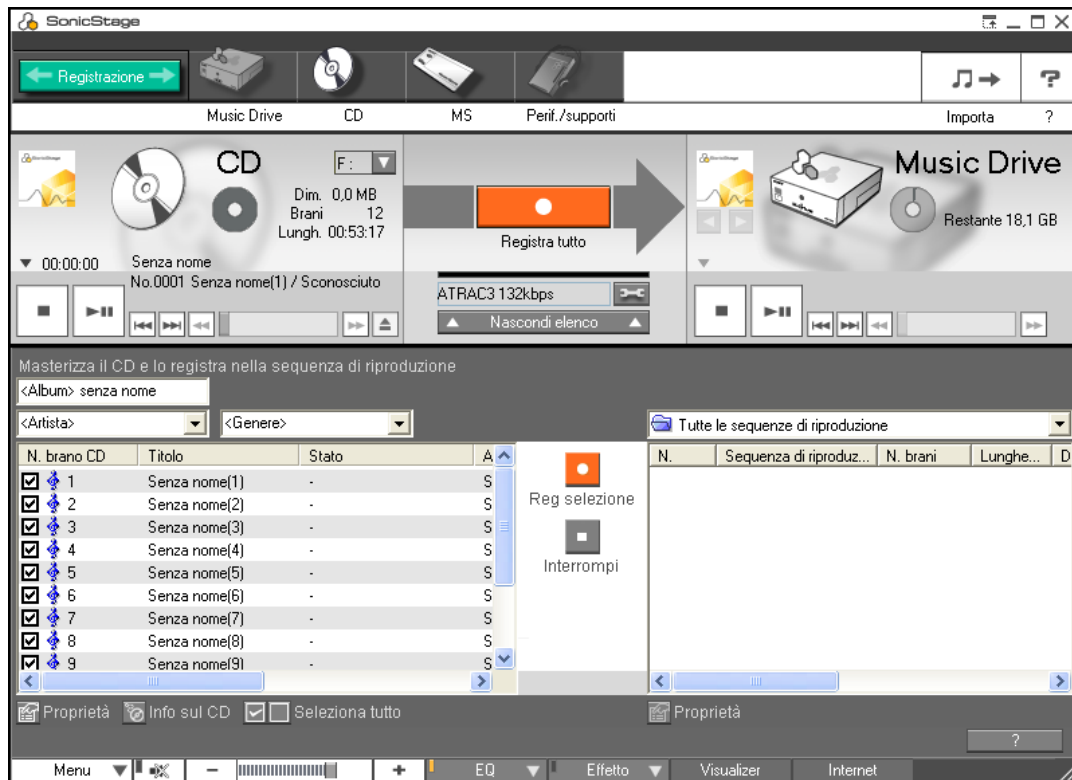 SonicStage
Registrazione
Music Drive
CD
MS
Perif./supporti
Importa
?
SonicStage
CD
F:
Dim. 0,0 MB
Brani 12
Lungh. 00:53:17
00:00:00
Senza nome
No.0001 Senza nome(1) / Sconosciuto
Registra tutto
ATRAC3 132kbps
Nascondi elenco
SonicStage
Music Drive
Restante 18,1 GB
Masterizza il CD e lo registra nella sequenza di riproduzione
<Album> senza nome
<Artista>
<Genere>
Tutte le sequenze di riproduzione
N. brano CD Titolo Stato A
1 Senza nome(1) - S
2 Senza nome(2) - S
3 Senza nome(3) - S
4 Senza nome(4) - S
5 Senza nome(5) - S
6 Senza nome(6) - S
7 Senza nome(7) - S
8 Senza nome(8) - S
9 Senza nome(9) - S
Reg selezione
Interrompi
N. Sequenza di riproduz... N. brani Lunghe... D
Proprietà
Info sul CD
Seleziona tutto
Proprietà
?
Menu
EQ
Effetto
Visualizer
Internet